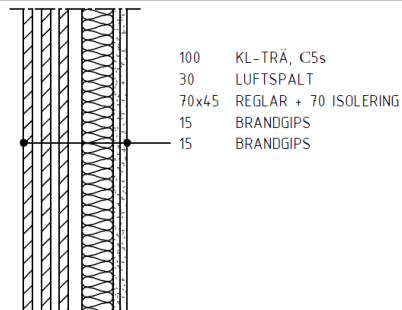 100 KL-TRÄ, C5s
30 LUFTSPALT
70x45 REGLAR + 70 ISOLERING
15 BRANDGIPS
15 BRANDGIPS